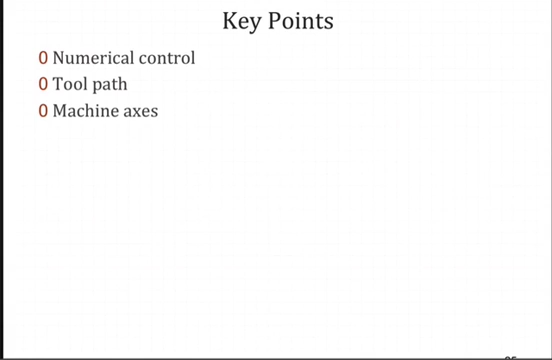 Key Points
0 Numerical control
0 Tool path
0 Machine axes